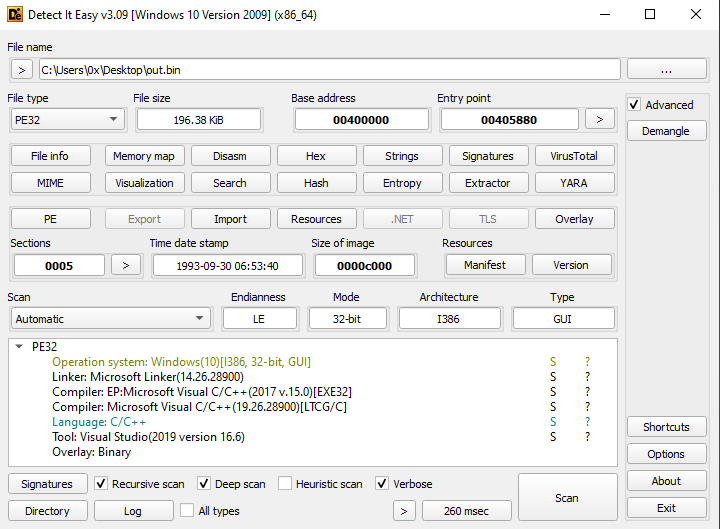 Detect It Easy v3.09 [Windows 10 Version 2009] (x86_64)
File name
> C:\Users\0x\Desktop\out.bin ...
File type File size Base address Entry point
PE32 196.38 KiB 00400000 00405880 >
Advanced
Demangle
File info Memory map Disasm Hex Strings Signatures VirusTotal
MIME Visualization Search Hash Entropy Extractor YARA
PE Export Import Resources .NET TLS Overlay
Sections Time date stamp Size of image Resources
0005 > 1993-09-30 06:53:40 0000c000 Manifest Version
Scan Endianness Mode Architecture Type
Automatic LE 32-bit I386 GUI
PE32
Operation system: Windows(10)[I386, 32-bit, GUI] S ?
Linker: Microsoft Linker(14.26.28900) S ?
Compiler: EP:Microsoft Visual C/C++(2017 v.15.0)[EXE32] S ?
Compiler: Microsoft Visual C/C++(19.26.28900)[LTCG/C] S ?
Language: C/C++ S ?
Tool: Visual Studio(2019 version 16.6) S ?
Overlay: Binary
Shortcuts
Options
About
Exit
Signatures Recursive scan Deep scan Heuristic scan Verbose
Directory Log All types > 260 msec Scan